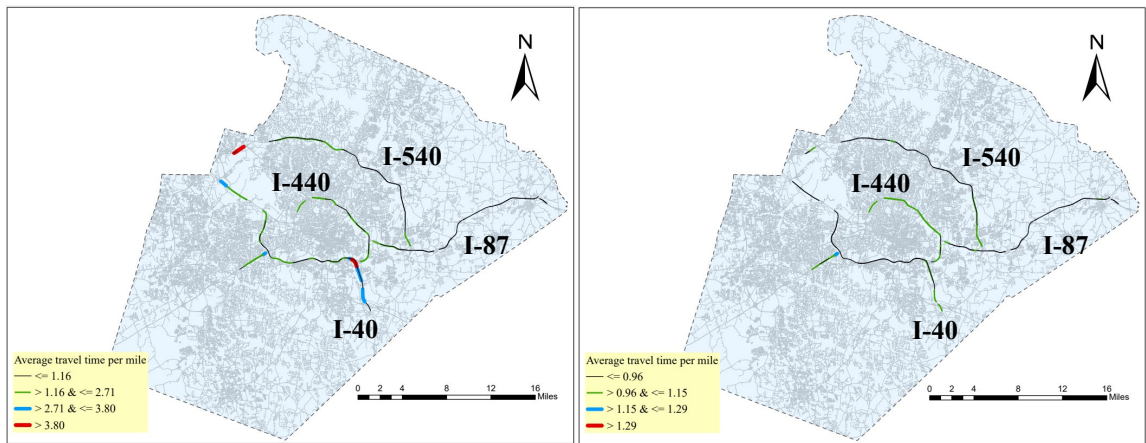 N
I-540
I-440
I-87
I-40
Average travel time per mile
<= 1.16
> 1.16 & <= 2.71
> 2.71 & <= 3.80
> 3.80
0 2 4 8 12 16
Miles
N
I-540
I-440
I-87
I-40
Average travel time per mile
<= 0.96
> 0.96 & <= 1.15
> 1.15 & <= 1.29
> 1.29
0 2 4 8 12 16
Miles